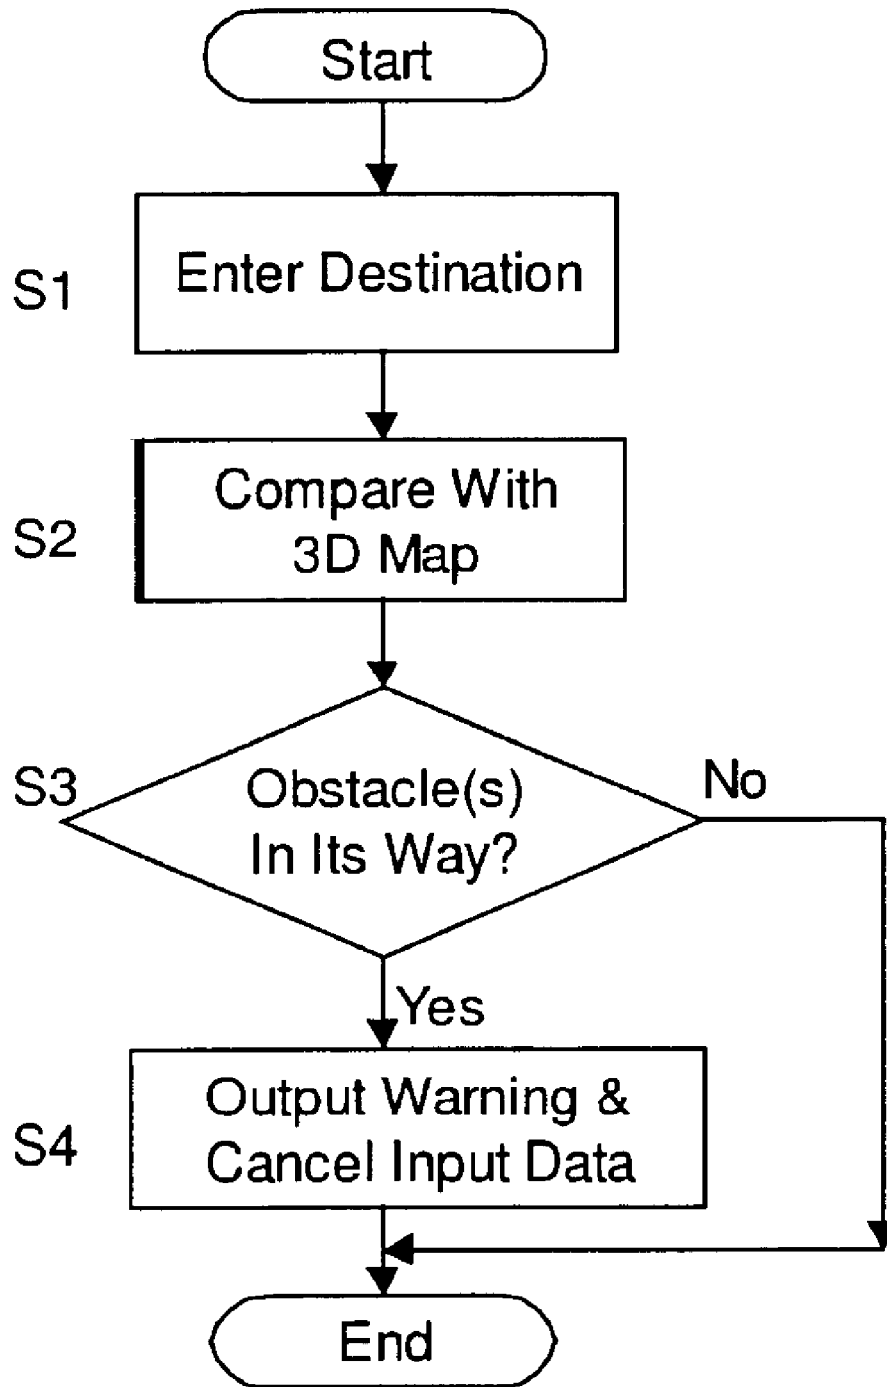 Start
S1
Enter Destination
S2
Compare With
3D Map
S3
Obstacle(s)
In Its Way?
No
Yes
S4
Output Warning &
Cancel Input Data
End